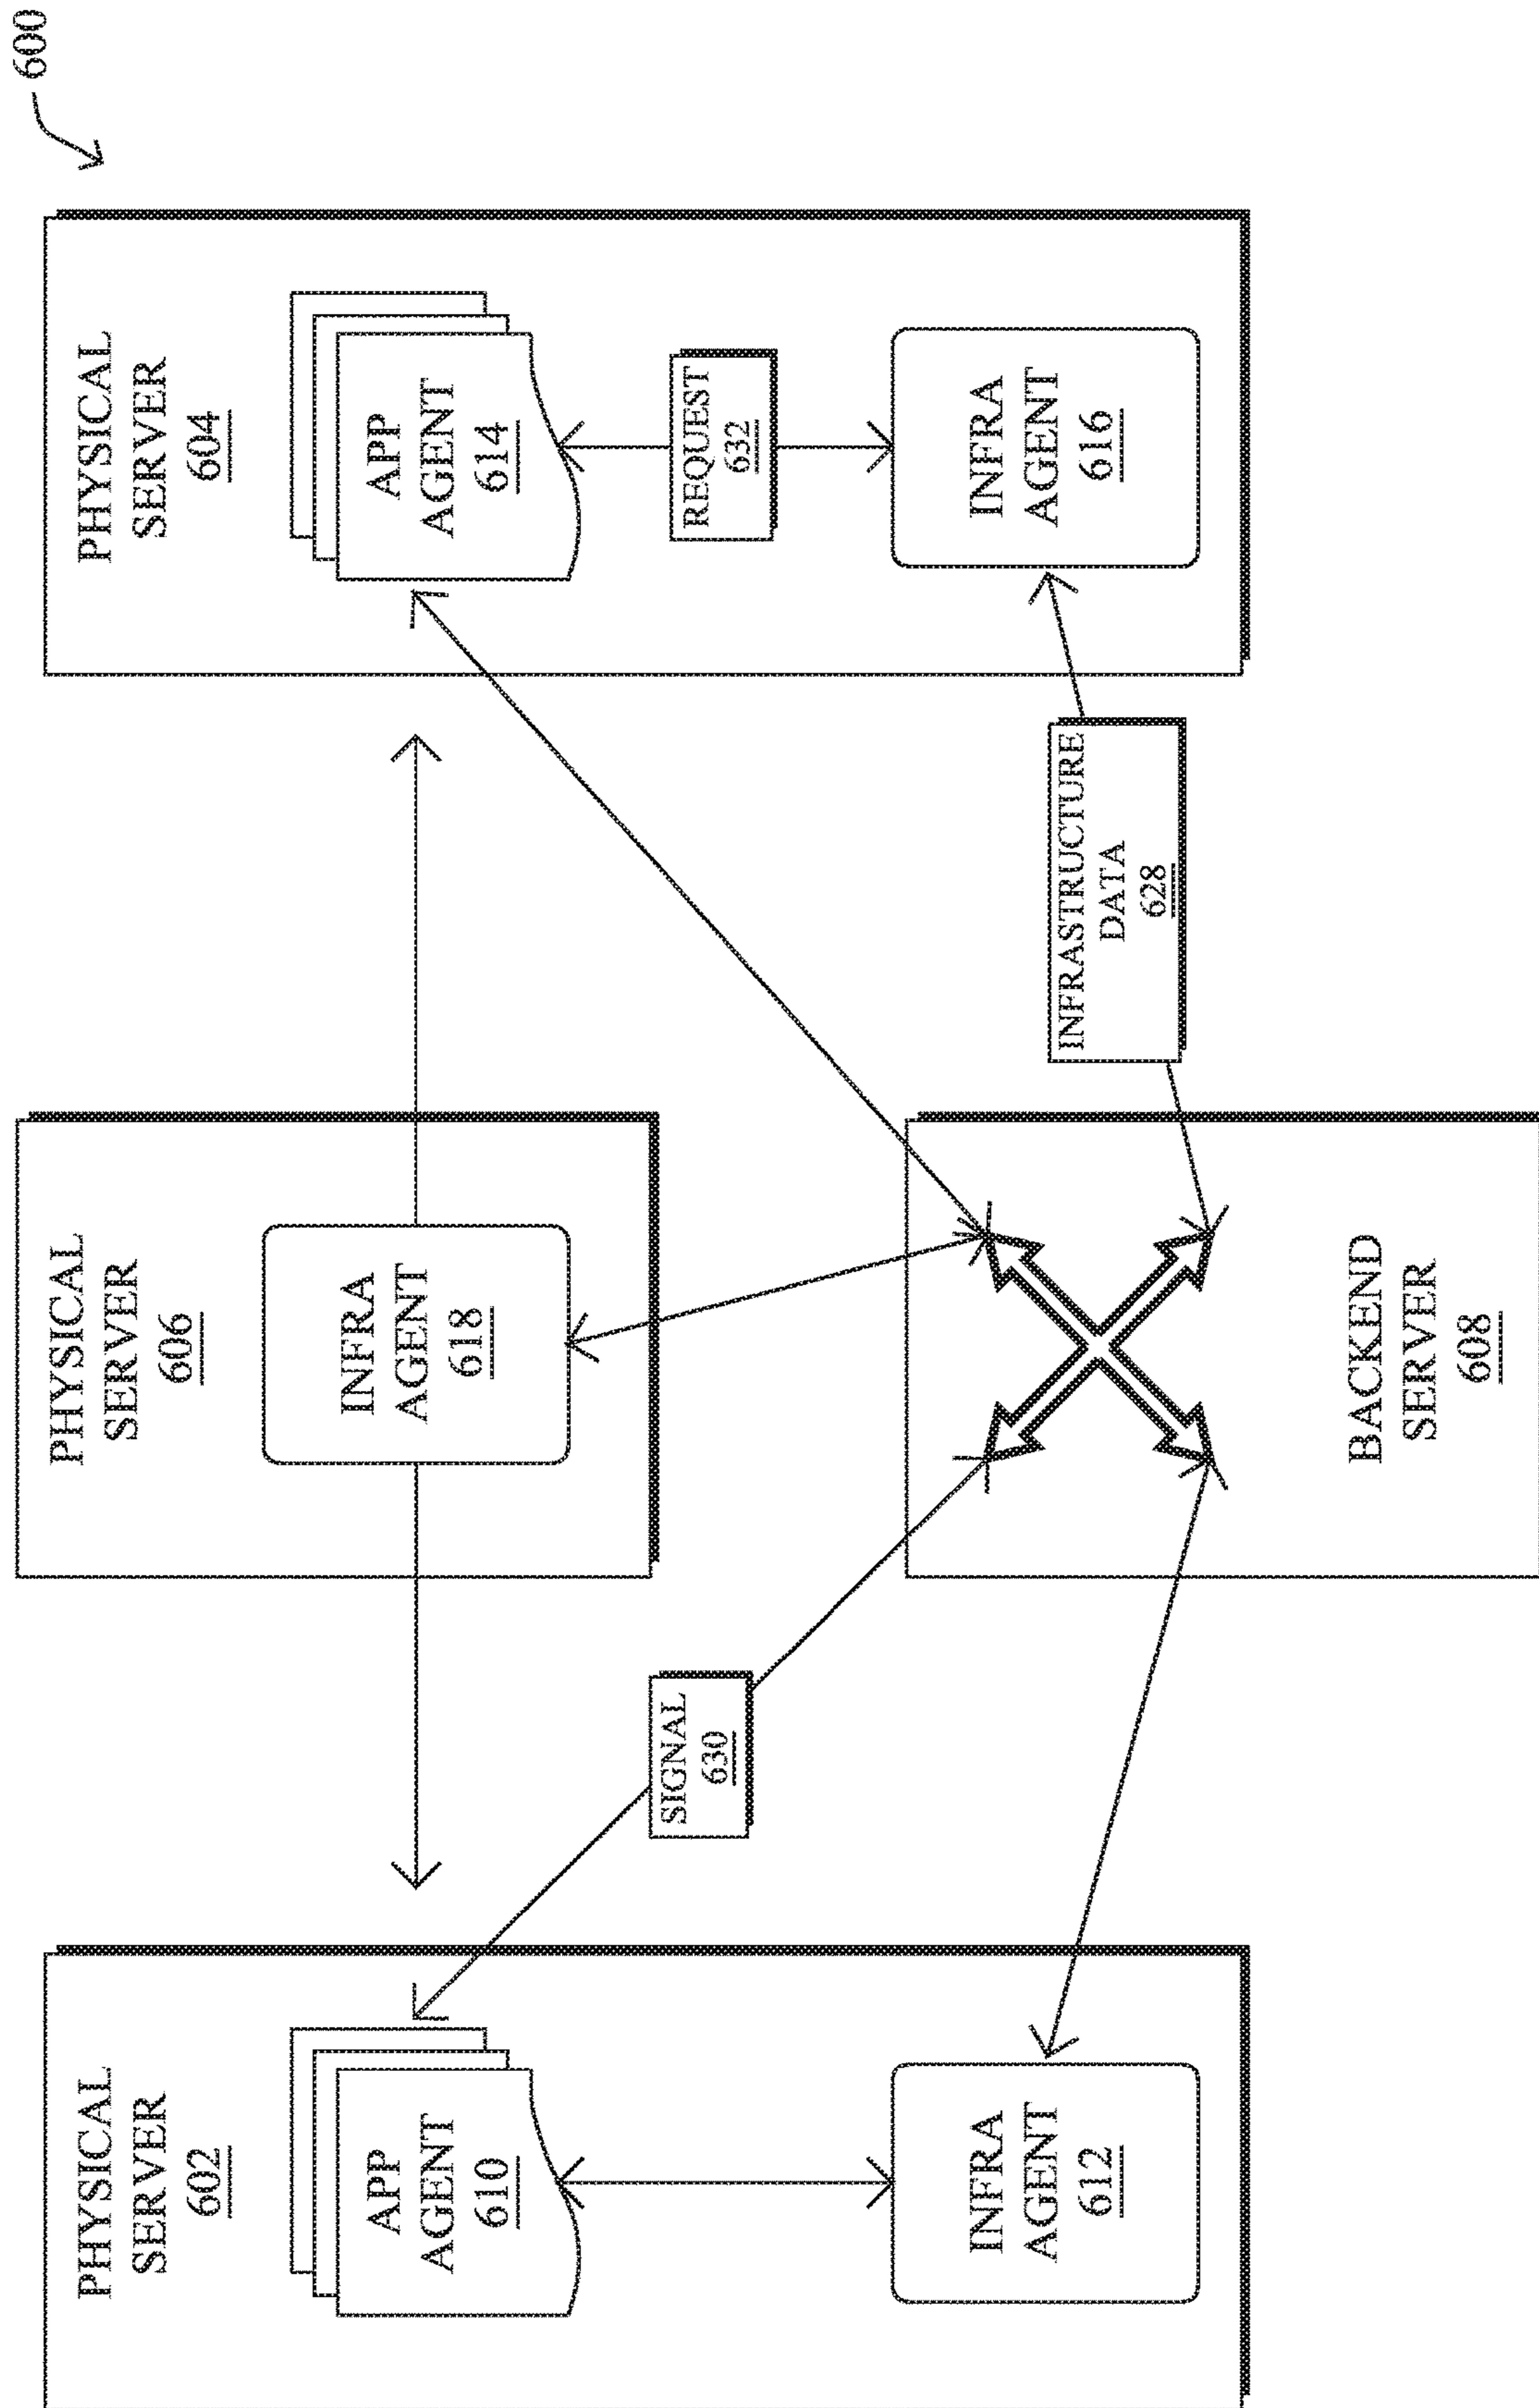 600
PHYSICAL
SERVER
602
APP
AGENT
610
INFRA
AGENT
612
PHYSICAL
SERVER
606
INFRA
AGENT
618
SIGNAL
630
BACKEND
SERVER
608
PHYSICAL
SERVER
604
APP
AGENT
614
REQUEST
632
INFRA
AGENT
616
INFRASTRUCTURE
DATA
628